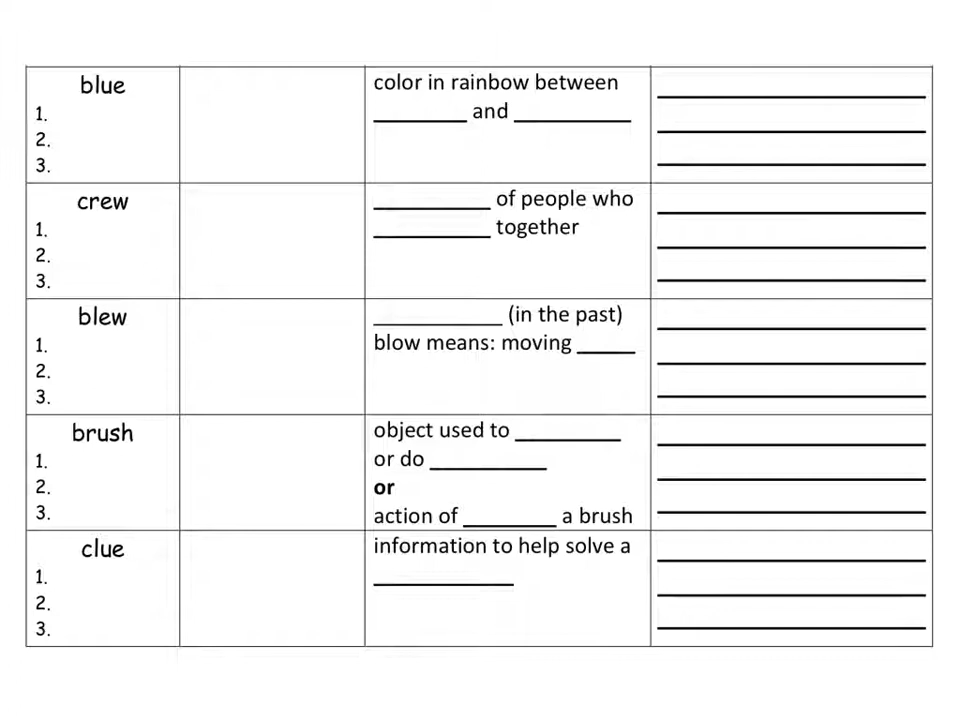 blue
1.
2.
3.
color in rainbow between
________ and __________
crew
1.
2.
3.
__________ of people who
__________ together
blew
1.
2.
3.
___________ (in the past)
blow means: moving _____
brush
1.
2.
3.
object used to _________
or do __________
or
action of ________ a brush
clue
1.
2.
3.
information to help solve a
____________